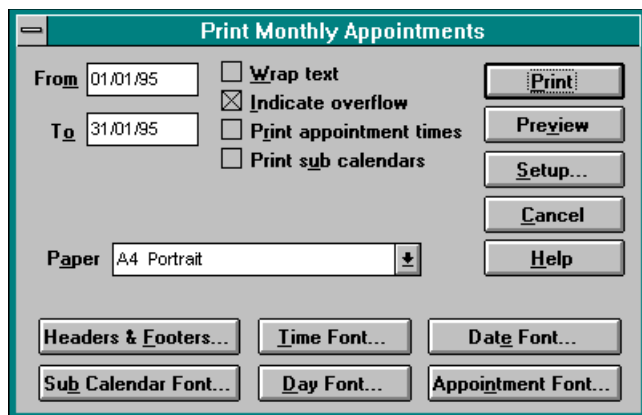 Print Monthly Appointments
From 01/01/95
To 31/01/95
Wrap text
Indicate overflow
Print appointment times
Print sub calendars
Print
Preview
Setup...
Cancel
Help
Paper A4 Portrait
Headers & Footers... Time Font... Date Font...
Sub Calendar Font... Day Font... Appointment Font...